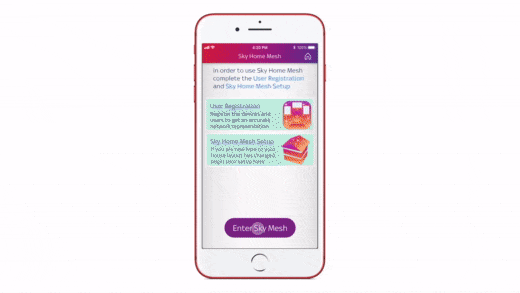 4:20 PM
100%
Sky Home Mesh
In order to use Sky Home Mesh
complete the User Registration
and Sky Home Mesh Setup
User Registration
Register the devices and
users to get an accurate
network representation
Sky Home Mesh Setup
If you are new here or your
house layout has changed,
begin your setup here
Enter Sky Mesh